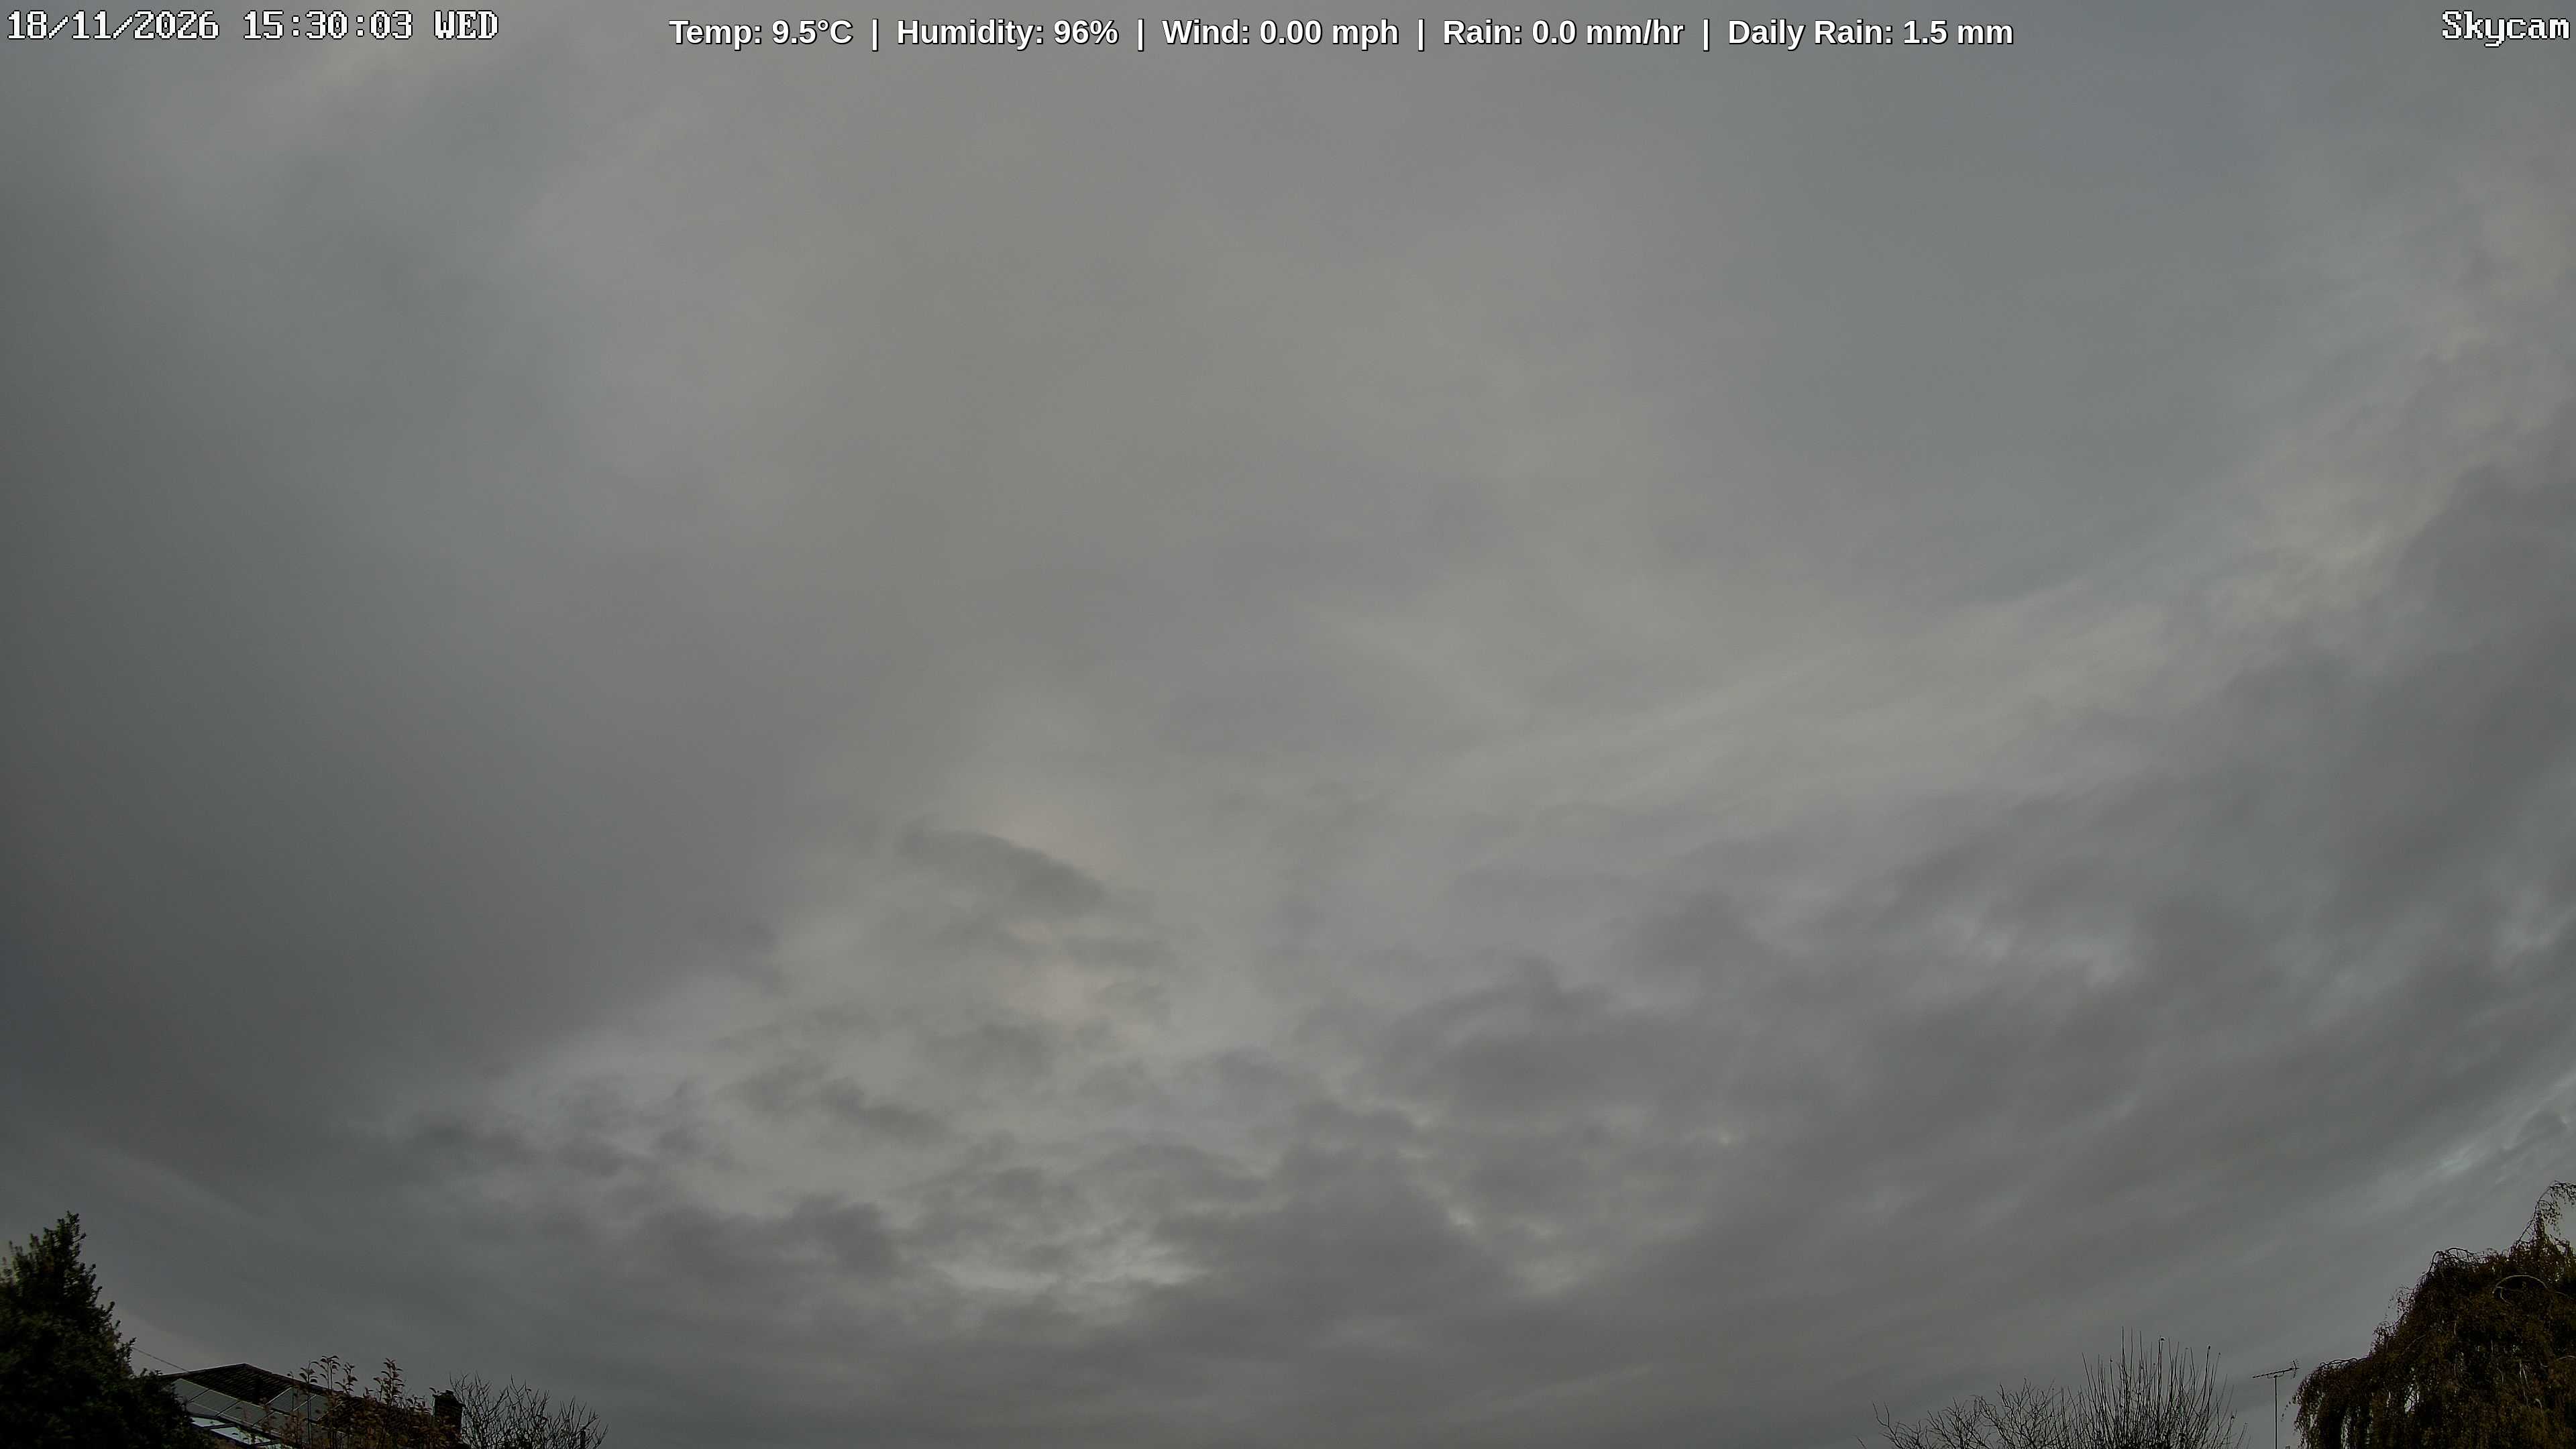 18/11/2026 15:30:03 WED
Temp: 9.5°C | Humidity: 96% | Wind: 0.00 mph | Rain: 0.0 mm/hr | Daily Rain: 1.5 mm
Skycam